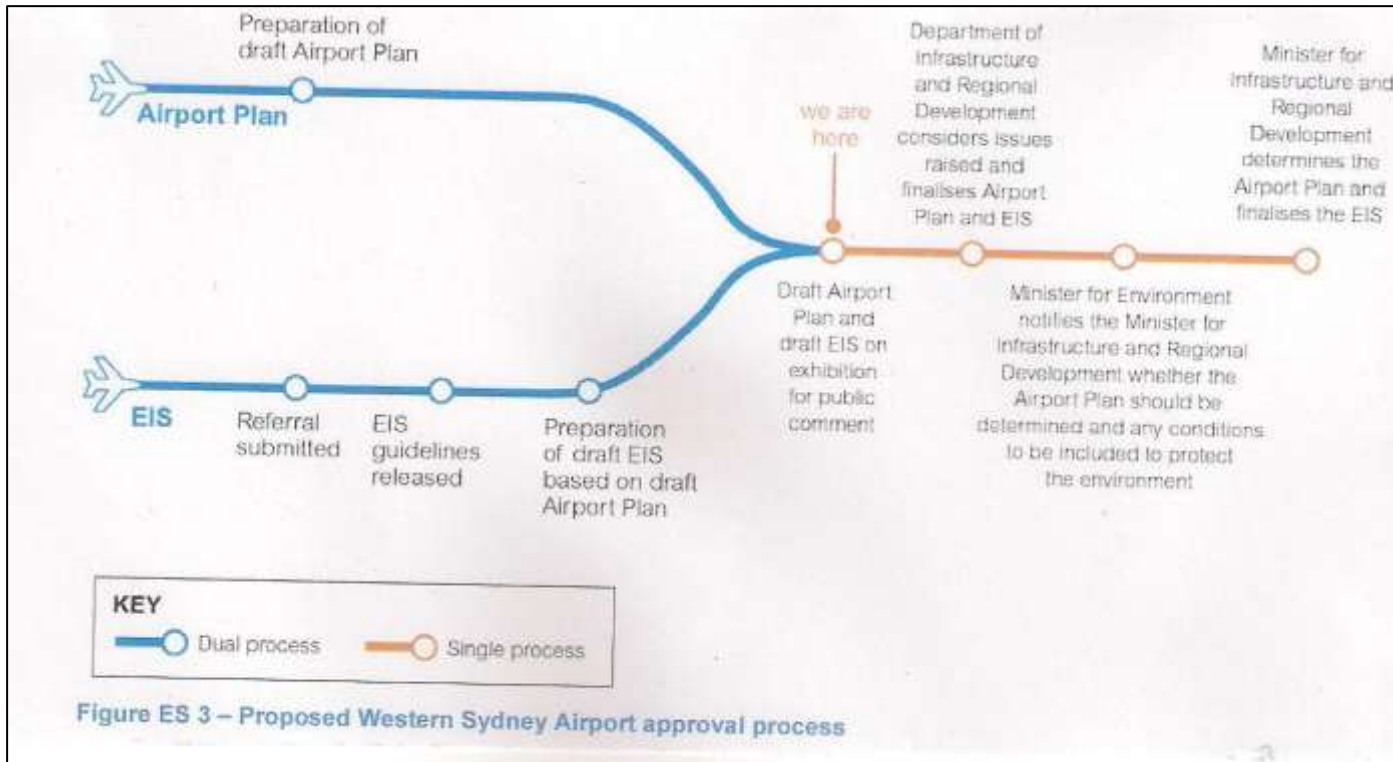 Preparation of
draft Airport Plan
Airport Plan
EIS
Referral
submitted
EIS
guidelines
released
Preparation
of draft EIS
based on draft
Airport Plan
we are
here
Draft Airport
Plan and
draft EIS on
exhibition
for public
comment
Department of
Infrastructure
and Regional
Development
considers issues
raised and
finalises Airport
Plan and EIS
Minister for Environment
notifies the Minister for
Infrastructure and Regional
Development whether the
Airport Plan should be
determined and any conditions
to be included to protect
the environment
Minister for
Infrastructure and
Regional
Development
determines the
Airport Plan and
finalises the EIS
KEY
Dual process
Single process
Figure ES 3 – Proposed Western Sydney Airport approval process